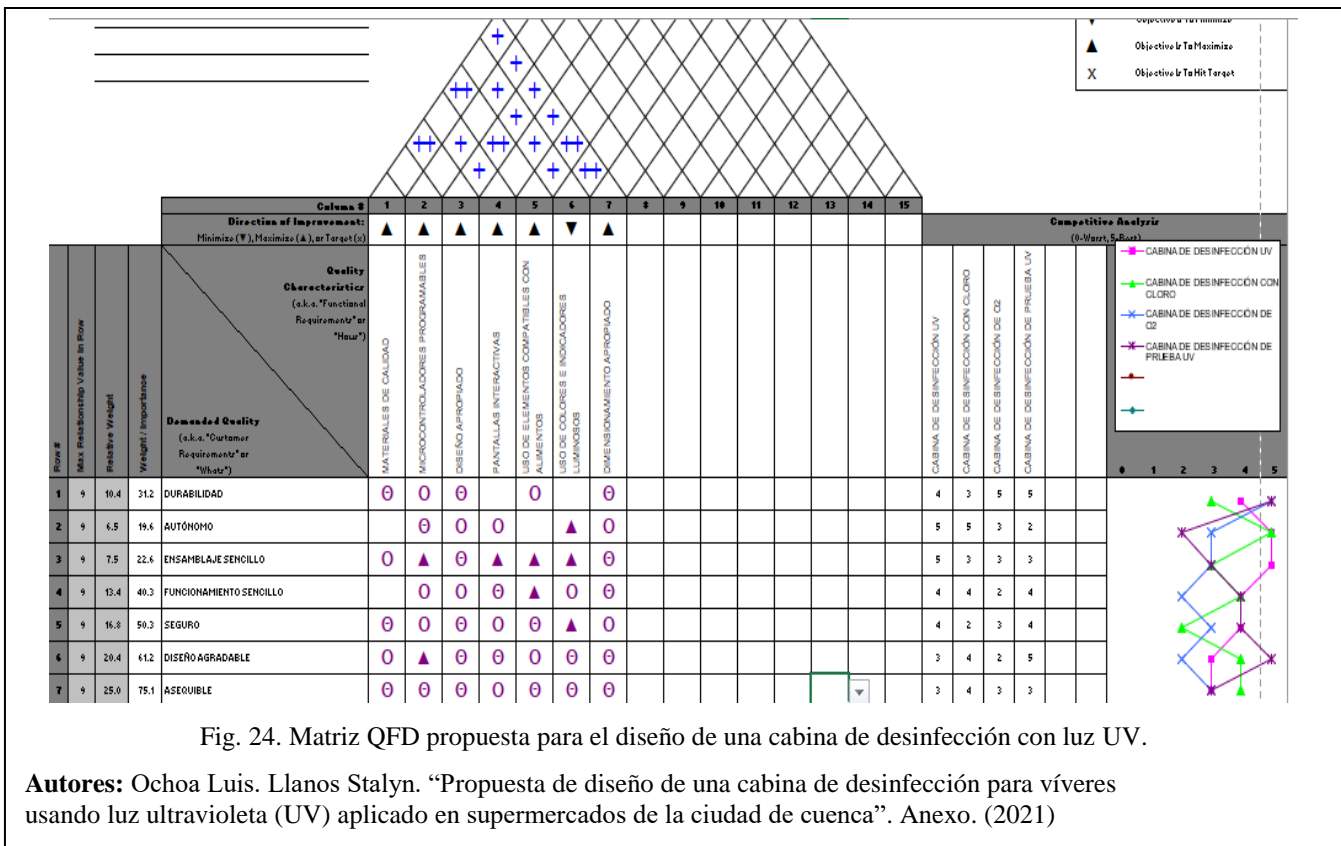 Objective Is To Minimize
▲ Objective Is To Maximize
X Objective Is To Hit Target
Column # 1 2 3 4 5 6 7 8 9 10 11 12 13 14 15
Direction of Improvement:
Minimize (▼), Maximize (▲), or Target (x)
▲ ▲ ▲ ▲ ▲ ▼ ▲
Competitive Analysis
(0=Worst, 5=Best)
Row #
Max Relationship Value in Row
Relative Weight
Weight / Importance
Quality
Characteristics
(a.k.a. "Functional
Requirements" or
"Hows")
Demanded Quality
(a.k.a. "Customer
Requirements" or
"Whats")
MATERIALES DE CALIDAD
MICROCONTROLADORES PROGRAMABLES
DISEÑO APROPIADO
PANTALLAS INTERACTIVAS
USO DE ELEMENTOS COMPATIBLES CON
ALIMENTOS
USO DE COLORES E INDICADORES
LUMINOSOS
DIMENSIONAMIENTO APROPIADO
CABINA DE DESINFECCIÓN UV
CABINA DE DESINFECCIÓN CON CLORO
CABINA DE DESINFECCIÓN DE O2
CABINA DE DESINFECCIÓN DE PRUEBA UV
CABINA DE DESINFECCIÓN UV
CABINA DE DESINFECCIÓN CON
CLORO
CABINA DE DESINFECCIÓN DE
O2
CABINA DE DESINFECCIÓN DE
PRUEBA UV
0 1 2 3 4 5
1 9 10.4 31.2 DURABILIDAD Θ Ο Θ Ο Θ 4 3 5 5
2 9 6.5 19.6 AUTÓNOMO Θ Ο Ο ▲ Ο 5 5 3 2
3 9 7.5 22.6 ENSAMBLAJE SENCILLO Ο ▲ Θ ▲ ▲ ▲ Θ 5 3 3 3
4 9 13.4 40.3 FUNCIONAMIENTO SENCILLO Ο Ο Θ ▲ Ο Θ 4 4 2 4
5 9 16.8 50.3 SEGURO Θ Ο Θ Ο Θ ▲ Ο 4 2 3 4
6 9 20.4 61.2 DISEÑO AGRADABLE Ο ▲ Θ Θ Ο Θ Θ 3 4 2 5
7 9 25.0 75.1 ASEQUIBLE Θ Θ Θ Ο Θ Θ Θ 3 4 3 3
Fig. 24. Matriz QFD propuesta para el diseño de una cabina de desinfección con luz UV.
Autores: Ochoa Luis. Llanos Stalyn. “Propuesta de diseño de una cabina de desinfección para víveres
usando luz ultravioleta (UV) aplicado en supermercados de la ciudad de cuenca”. Anexo. (2021)